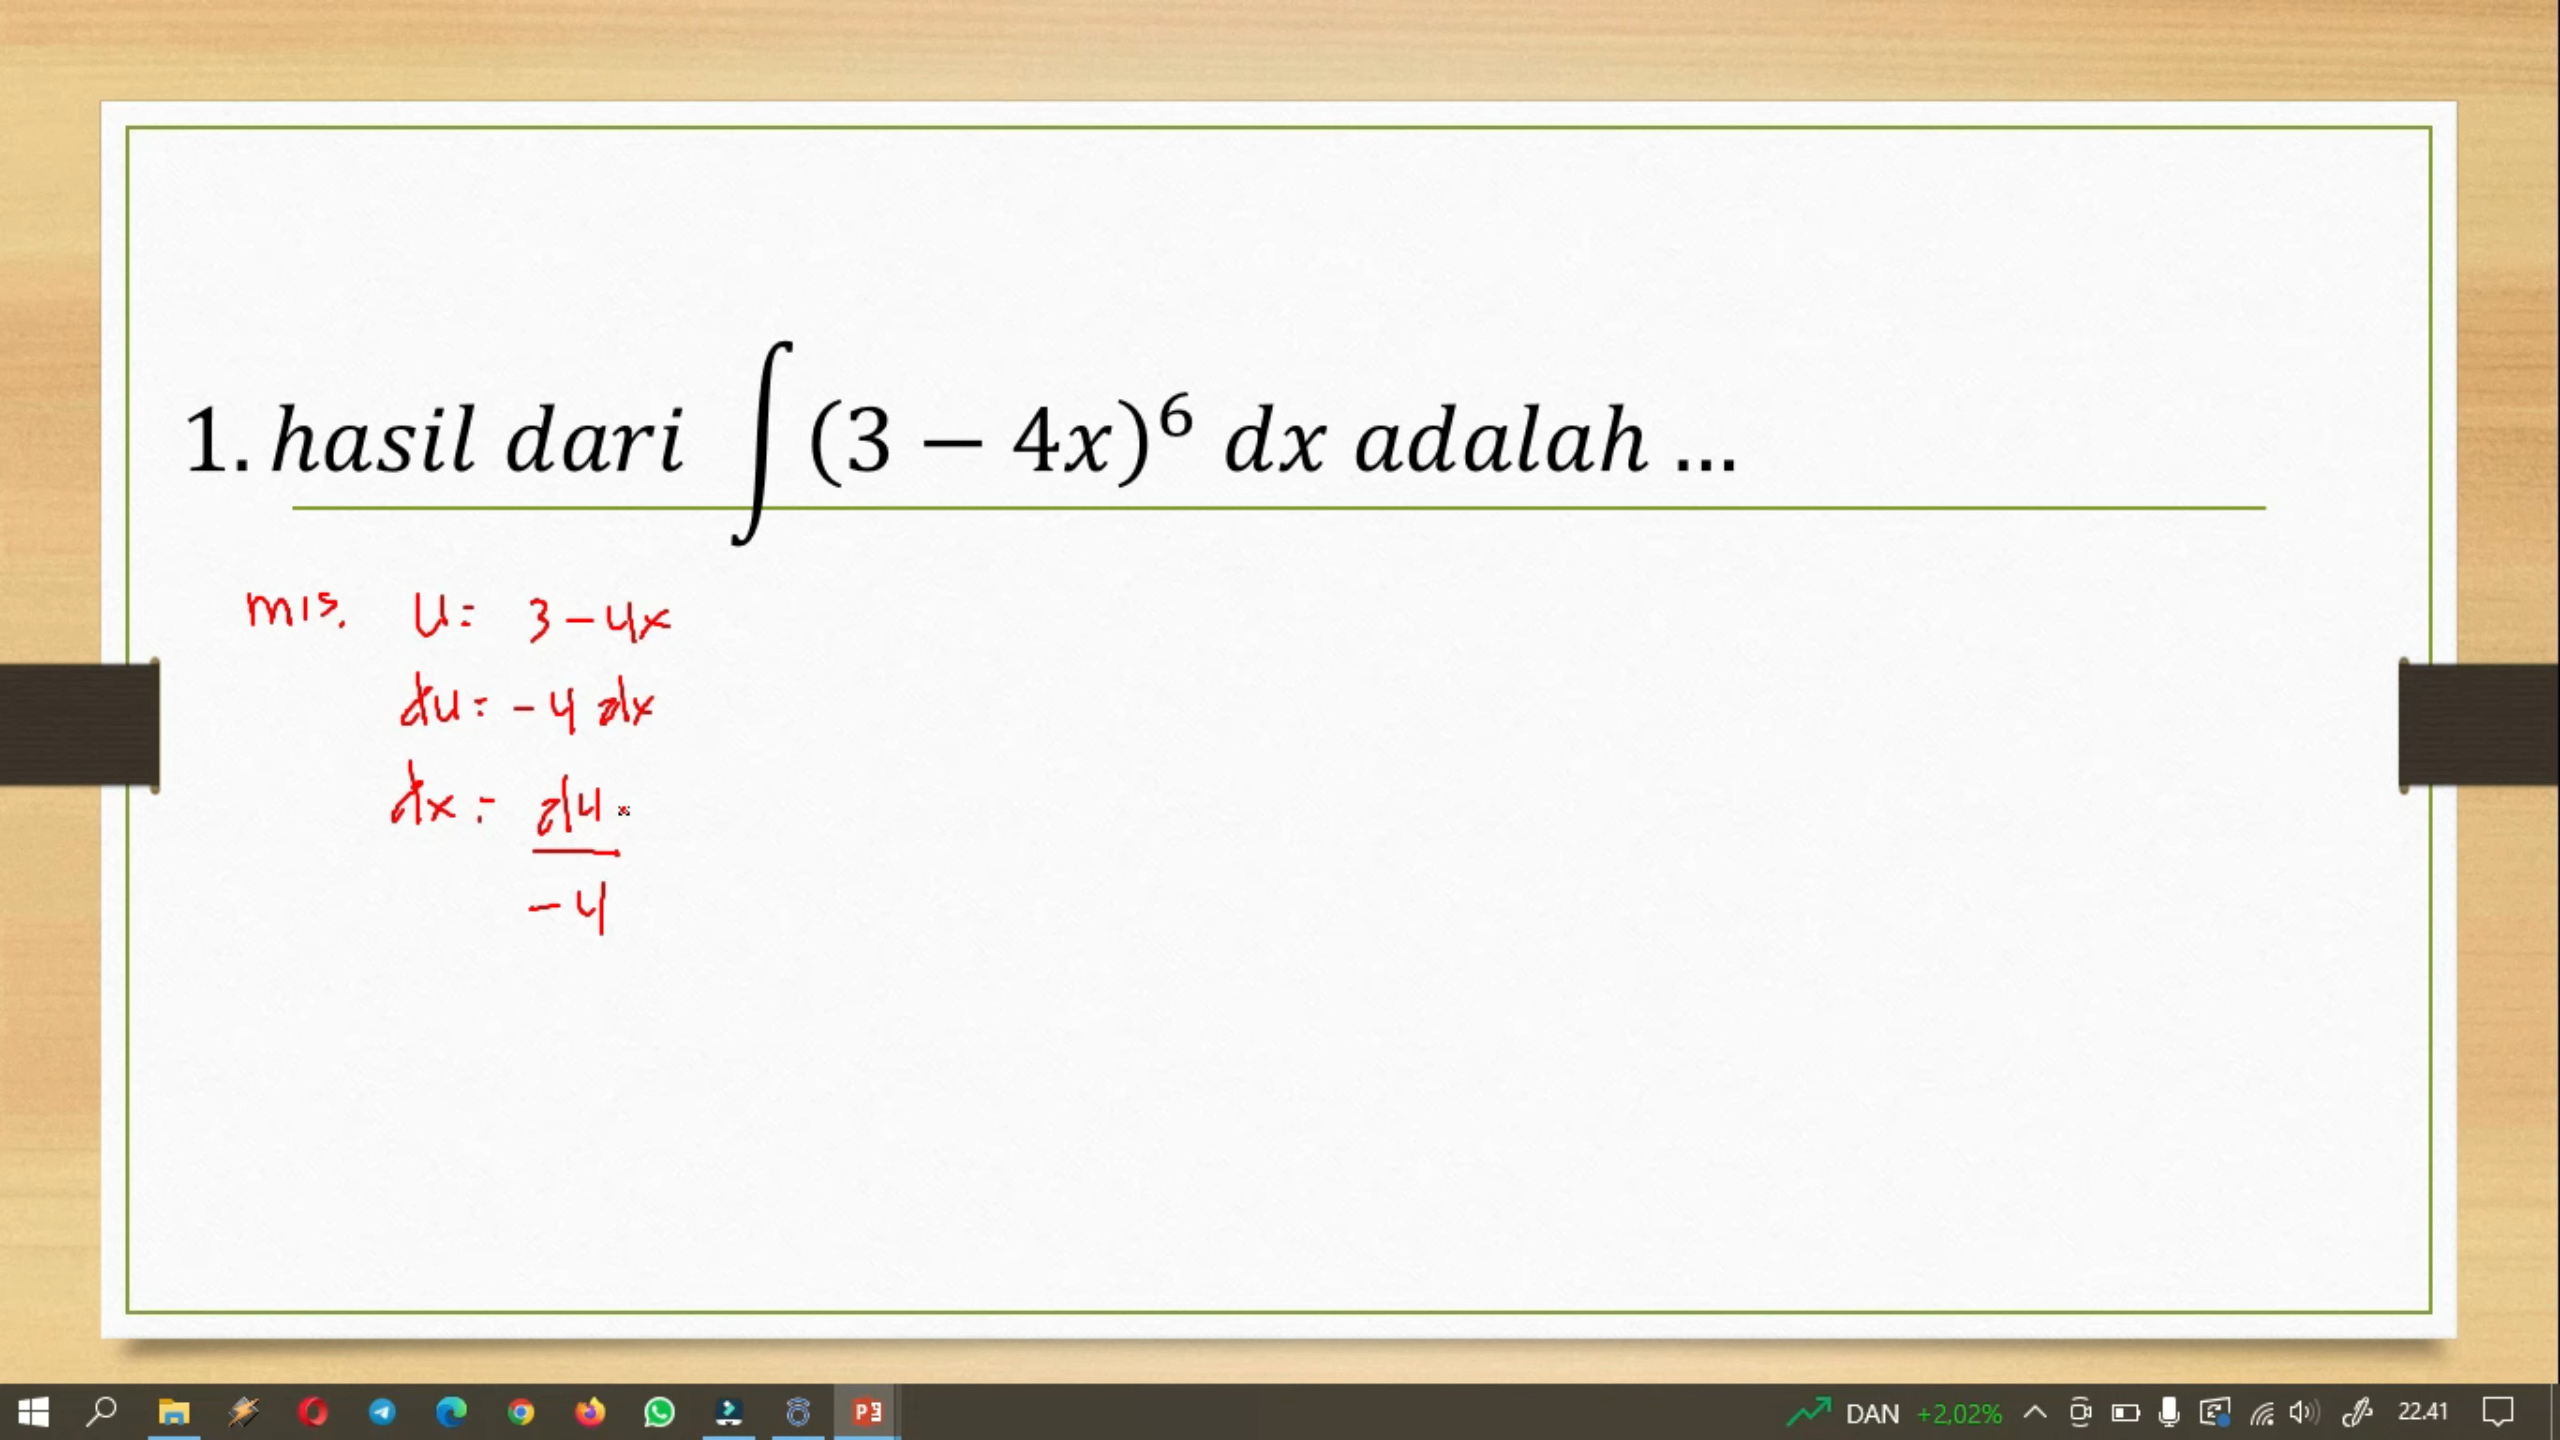 1. hasil dari ∫(3 − 4x)⁶ dx adalah ...
mis. U = 3 − 4x
du = −4 dx
dx = du
−4
DAN +2,02% 22.41